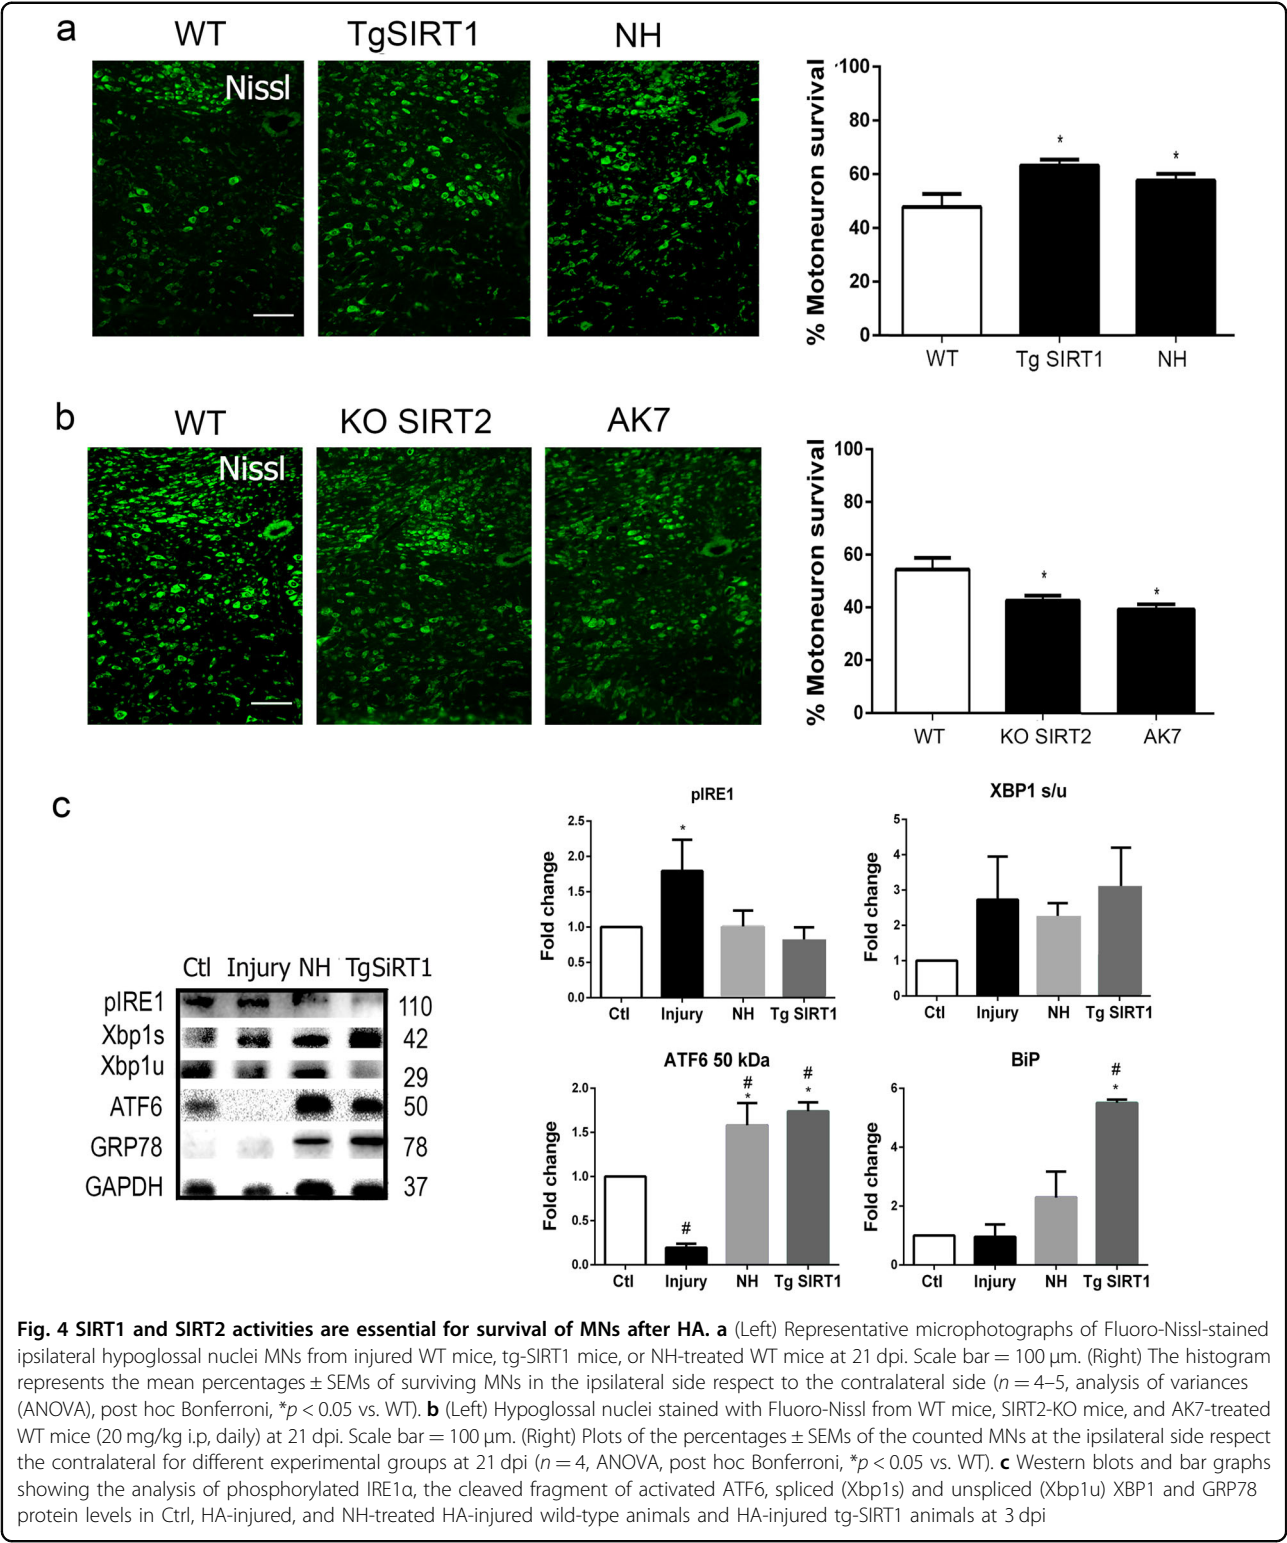 a
WT
TgSIRT1
NH
Nissl
% Motoneuron survival
100
80
60
40
20
0
*
*
WT
Tg SIRT1
NH
b
WT
KO SIRT2
AK7
Nissl
% Motoneuron survival
100
80
60
40
20
0
*
*
WT
KO SIRT2
AK7
c
Ctl Injury NH TgSiRT1
pIRE1 110
Xbp1s 42
Xbp1u 29
ATF6 50
GRP78 78
GAPDH 37
pIRE1
Fold change
2.5
2.0
1.5
1.0
0.5
0.0
*
Ctl Injury NH Tg SIRT1
XBP1 s/u
Fold change
5
4
3
2
1
0
Ctl Injury NH Tg SIRT1
ATF6 50 kDa
Fold change
2.0
1.5
1.0
0.5
0.0
#
#
*
#
*
Ctl Injury NH Tg SIRT1
BiP
Fold change
6
4
2
0
#
*
Ctl Injury NH Tg SIRT1
Fig. 4 SIRT1 and SIRT2 activities are essential for survival of MNs after HA. a (Left) Representative microphotographs of Fluoro-Nissl-stained
ipsilateral hypoglossal nuclei MNs from injured WT mice, tg-SIRT1 mice, or NH-treated WT mice at 21 dpi. Scale bar = 100 µm. (Right) The histogram
represents the mean percentages ± SEMs of surviving MNs in the ipsilateral side respect to the contralateral side (n = 4–5, analysis of variances
(ANOVA), post hoc Bonferroni, *p < 0.05 vs. WT). b (Left) Hypoglossal nuclei stained with Fluoro-Nissl from WT mice, SIRT2-KO mice, and AK7-treated
WT mice (20 mg/kg i.p, daily) at 21 dpi. Scale bar = 100 µm. (Right) Plots of the percentages ± SEMs of the counted MNs at the ipsilateral side respect
the contralateral for different experimental groups at 21 dpi (n = 4, ANOVA, post hoc Bonferroni, *p < 0.05 vs. WT). c Western blots and bar graphs
showing the analysis of phosphorylated IRE1α, the cleaved fragment of activated ATF6, spliced (Xbp1s) and unspliced (Xbp1u) XBP1 and GRP78
protein levels in Ctrl, HA-injured, and NH-treated HA-injured wild-type animals and HA-injured tg-SIRT1 animals at 3 dpi